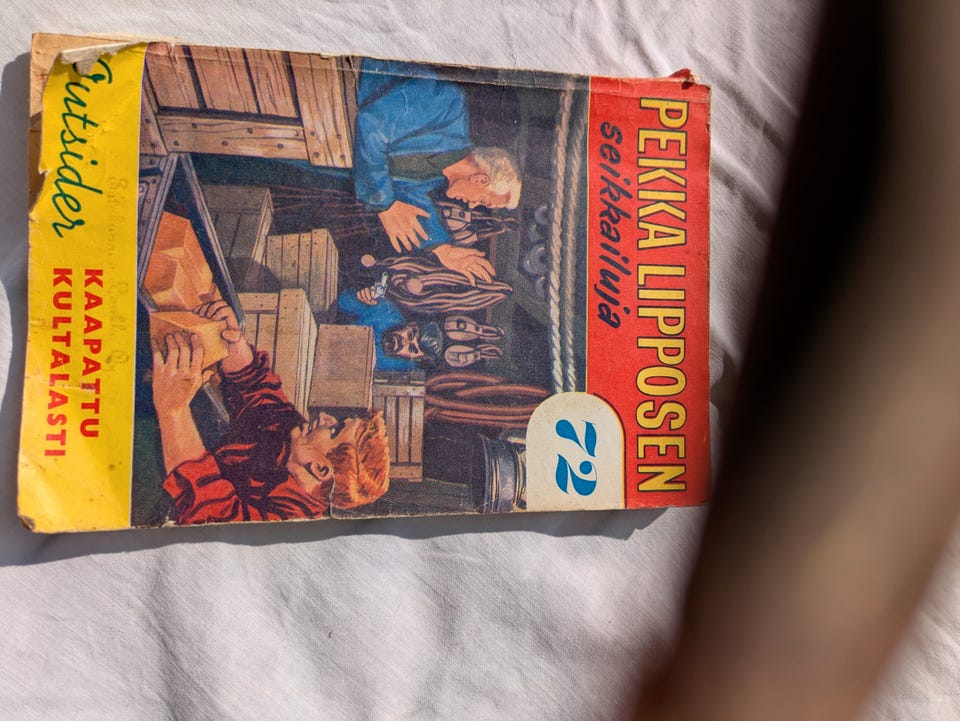 PEKKA LIPPOSEN
seikkailuja
72
Outsider
KAAPATTU
KULTALASTI